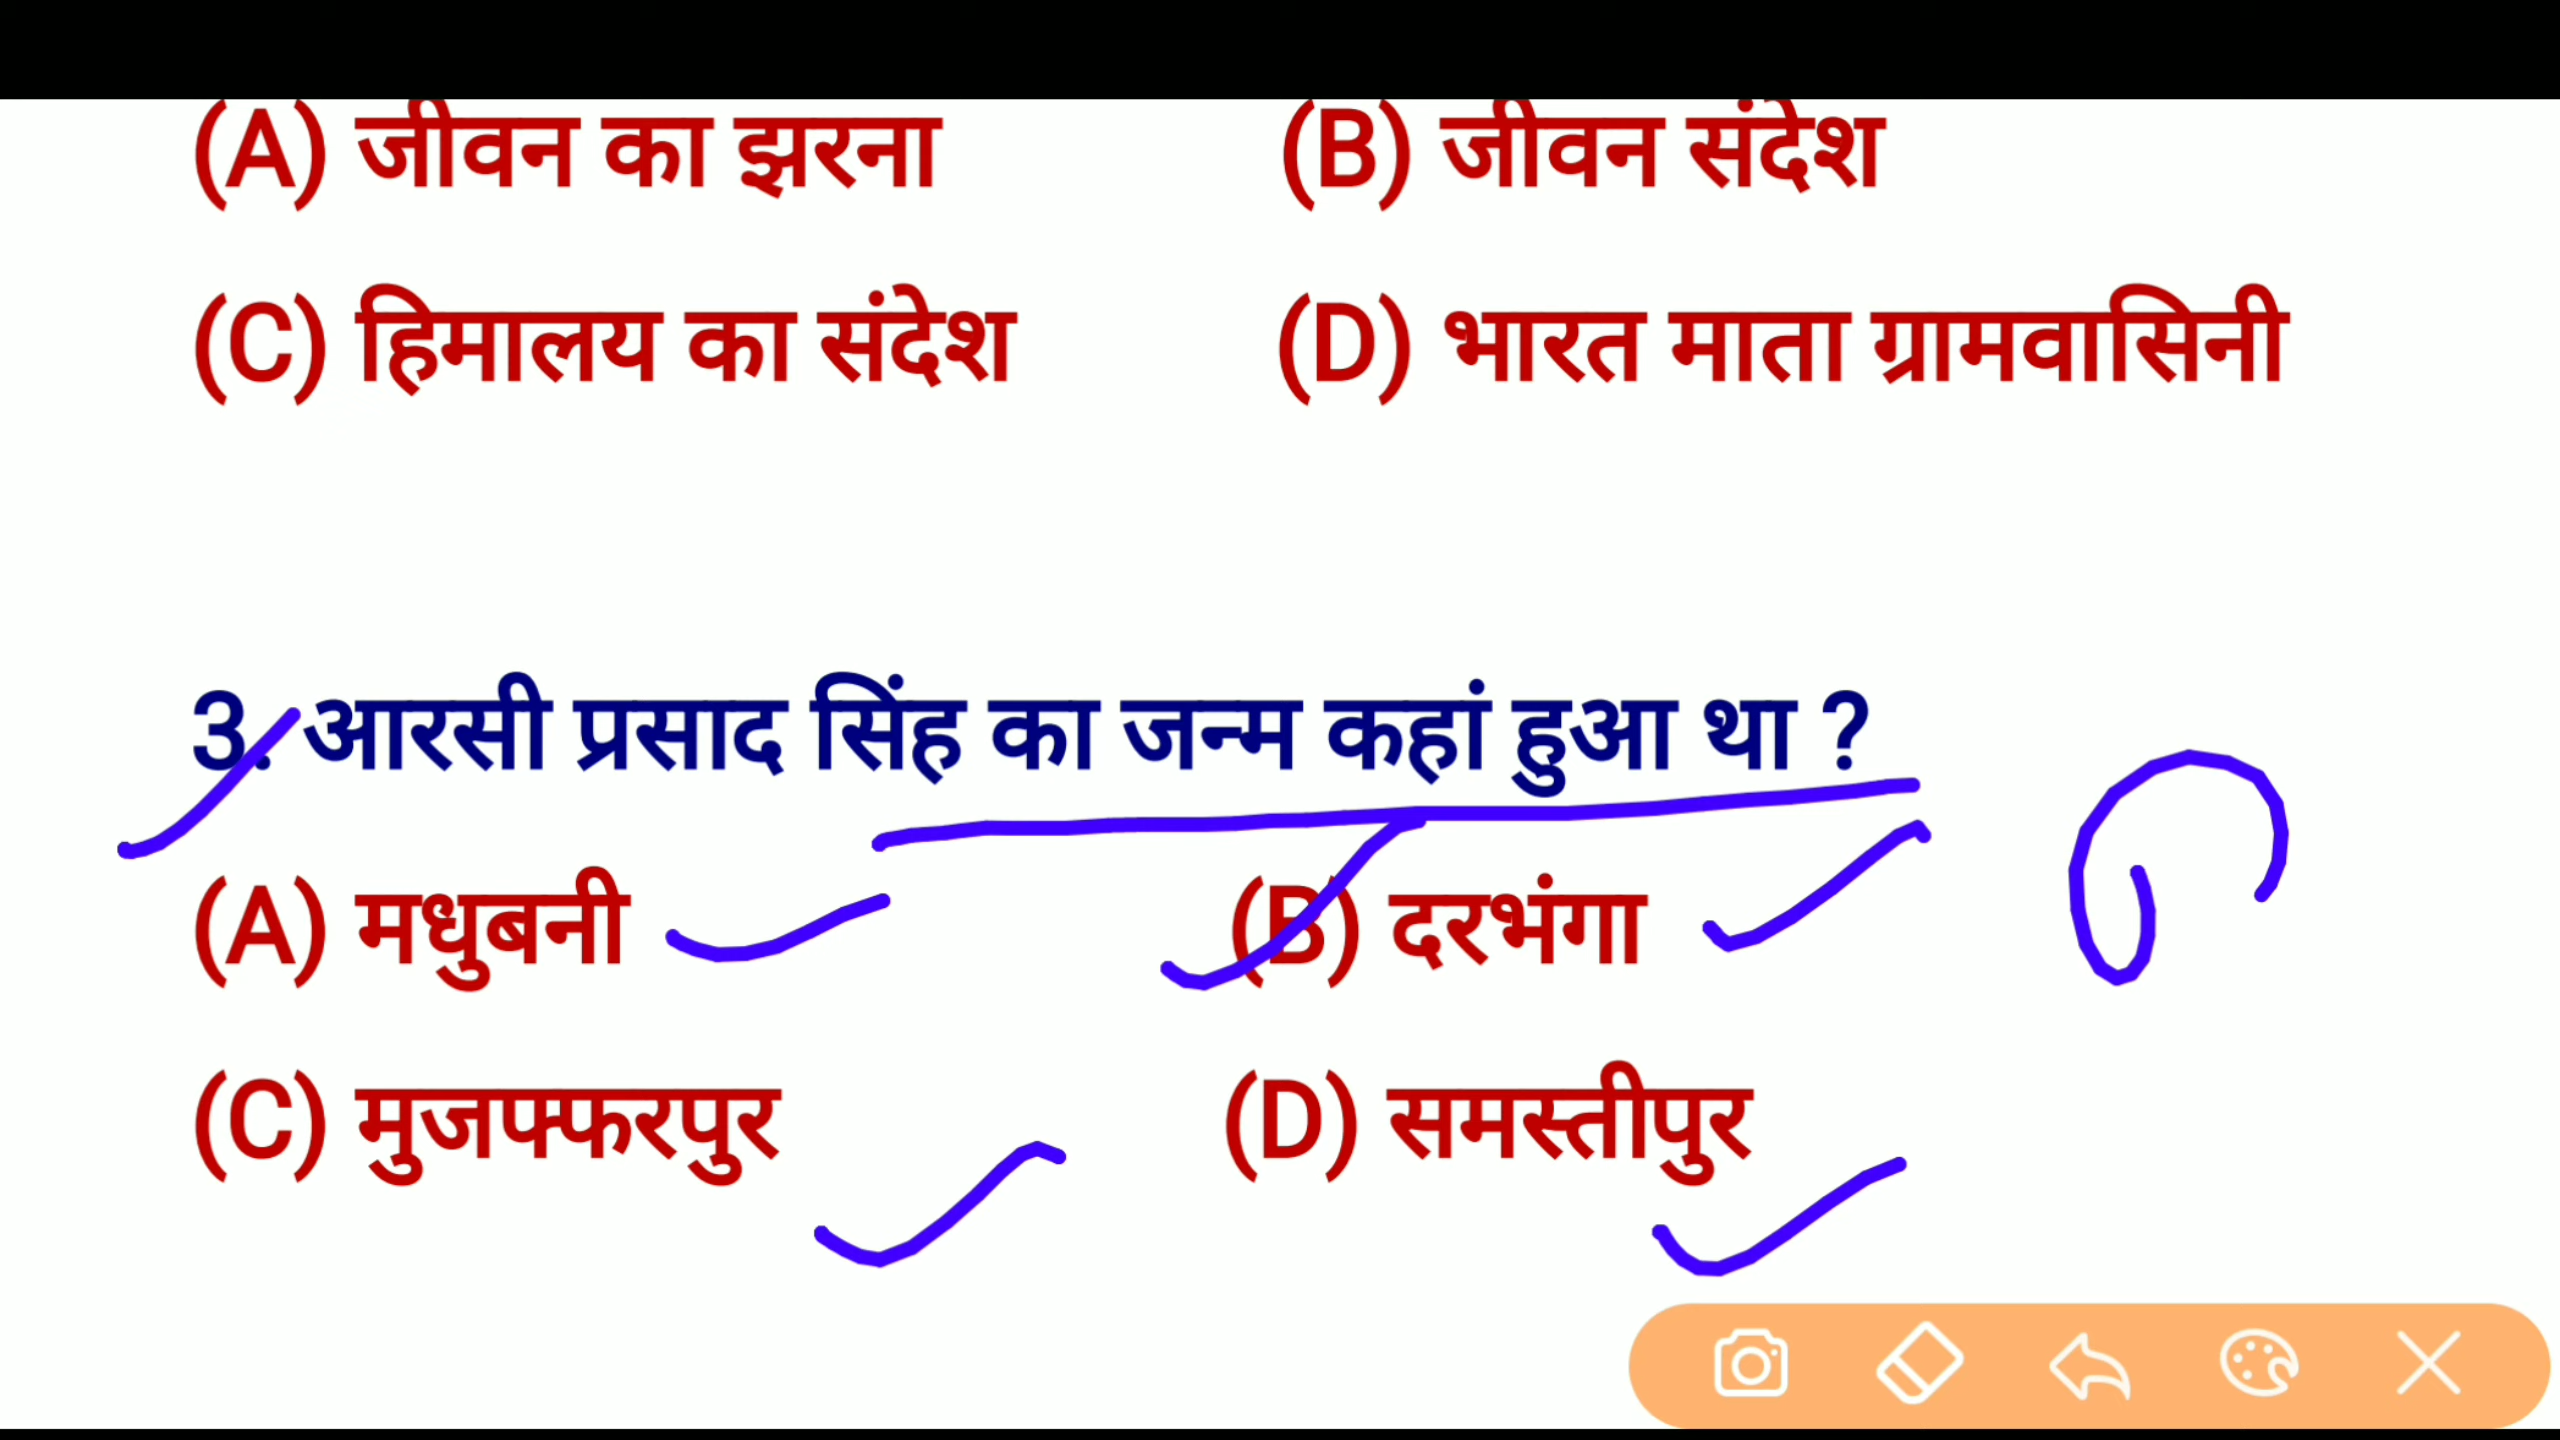 (A) जीवन का झरना (B) जीवन संदेश
(C) हिमालय का संदेश (D) भारत माता ग्रामवासिनी
3. आरसी प्रसाद सिंह का जन्म कहां हुआ था ?
(A) मधुबनी (B) दरभंगा
(C) मुजफ्फरपुर (D) समस्तीपुर